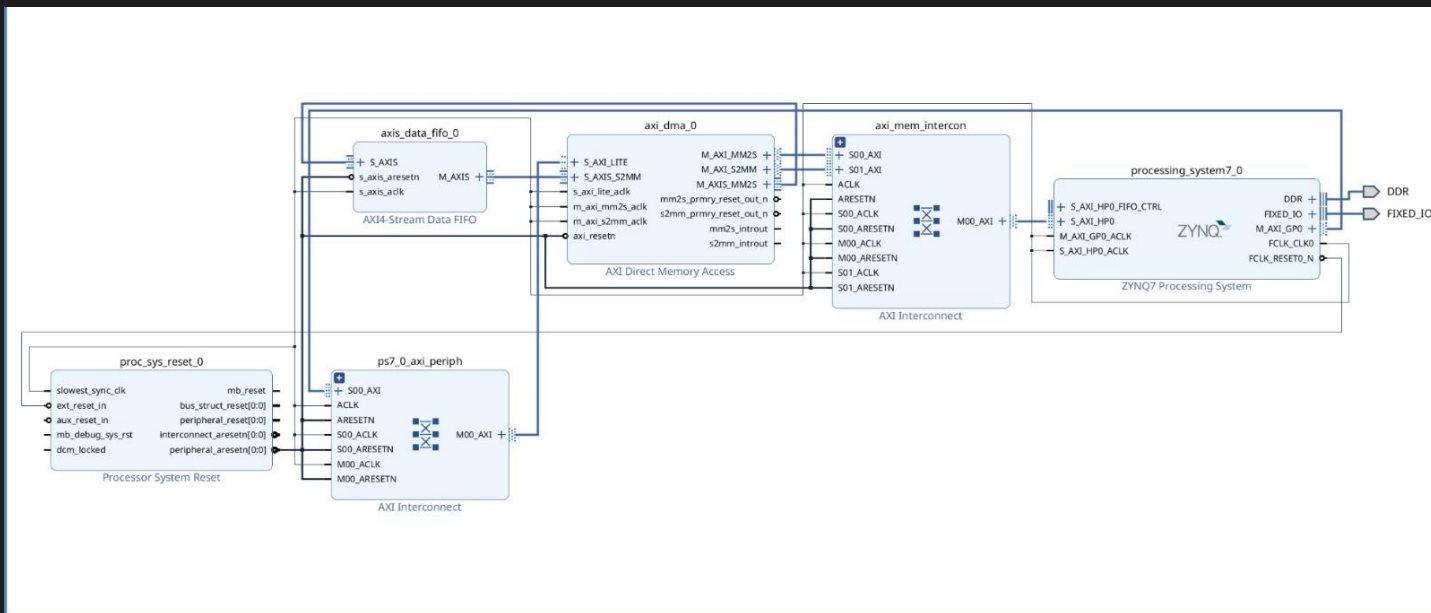 axis_data_fifo_0
S_AXIS
s_axis_aresetn
s_axis_aclk
M_AXIS
AXI4-Stream Data FIFO
axi_dma_0
S_AXI_LITE
S_AXIS_S2MM
s_axi_lite_aclk
m_axi_mm2s_aclk
m_axi_s2mm_aclk
axi_resetn
M_AXI_MM2S
M_AXI_S2MM
M_AXIS_MM2S
mm2s_prmry_reset_out_n
s2mm_prmry_reset_out_n
mm2s_introut
s2mm_introut
AXI Direct Memory Access
axi_mem_intercon
S00_AXI
S01_AXI
ACLK
ARESETN
S00_ACLK
S00_ARESETN
M00_ACLK
M00_ARESETN
S01_ACLK
S01_ARESETN
M00_AXI
AXI Interconnect
processing_system7_0
S_AXI_HP0_FIFO_CTRL
S_AXI_HP0
M_AXI_GP0_ACLK
S_AXI_HP0_ACLK
ZYNQ
DDR
FIXED_IO
M_AXI_GP0
FCLK_CLK0
FCLK_RESET0_N
ZYNQ7 Processing System
DDR
FIXED_IO
proc_sys_reset_0
slowest_sync_clk
ext_reset_in
aux_reset_in
mb_debug_sys_rst
dcm_locked
mb_reset
bus_struct_reset[0:0]
peripheral_reset[0:0]
interconnect_aresetn[0:0]
peripheral_aresetn[0:0]
Processor System Reset
ps7_0_axi_periph
S00_AXI
ACLK
ARESETN
S00_ACLK
S00_ARESETN
M00_ACLK
M00_ARESETN
M00_AXI
AXI Interconnect